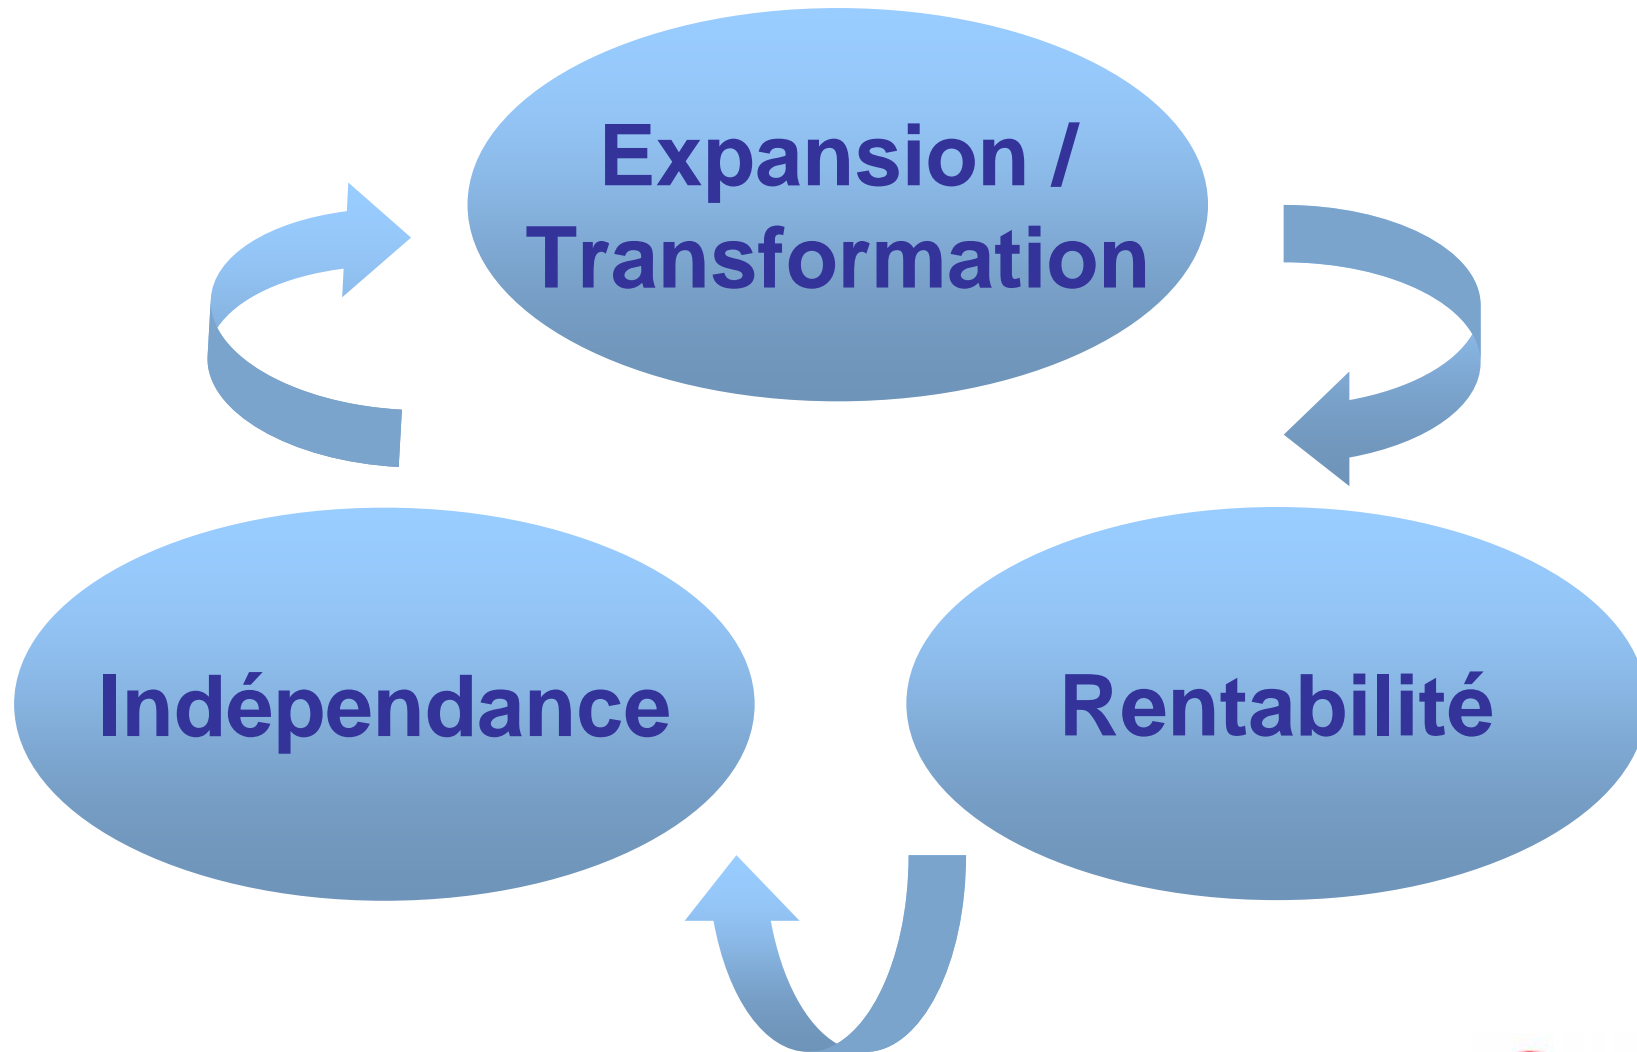 Expansion /
Transformation
Indépendance
Rentabilité